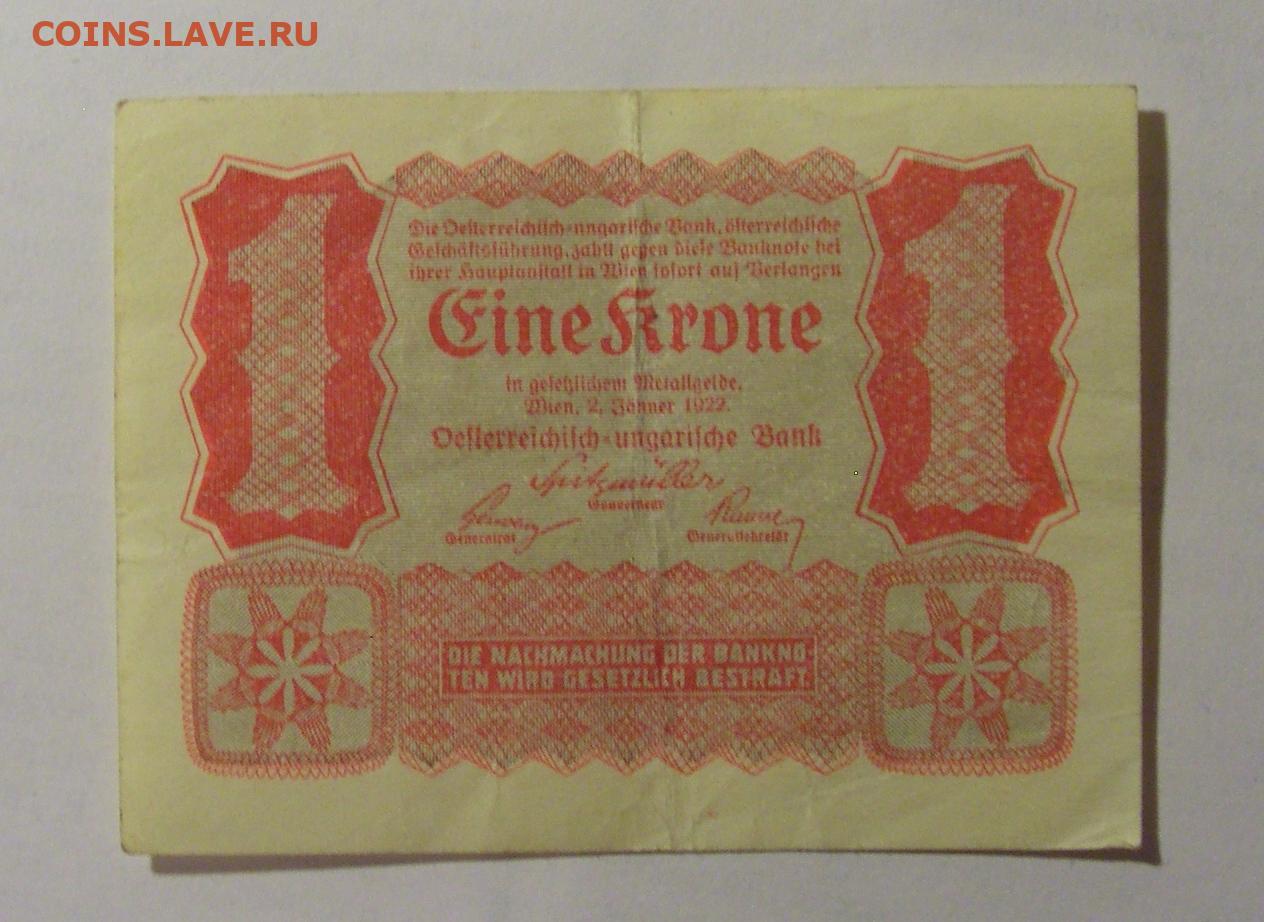 COINS.LAVE.RU
1
1
Die Oesterreichisch-ungarische Bank, österreichische
Geschäftsführung, zahlt gegen diese Banknote bei
ihrer Hauptanstalt in Wien sofort auf Verlangen
Eine Krone
in gesetzlichem Metallgelde.
Wien, 2. Jänner 1922.
Oesterreichisch-ungarische Bank
Spitzmüller
Gouverneur
Generalrat
Generalsekretär
DIE NACHMACHUNG DER BANKNO-
TEN WIRD GESETZLICH BESTRAFT